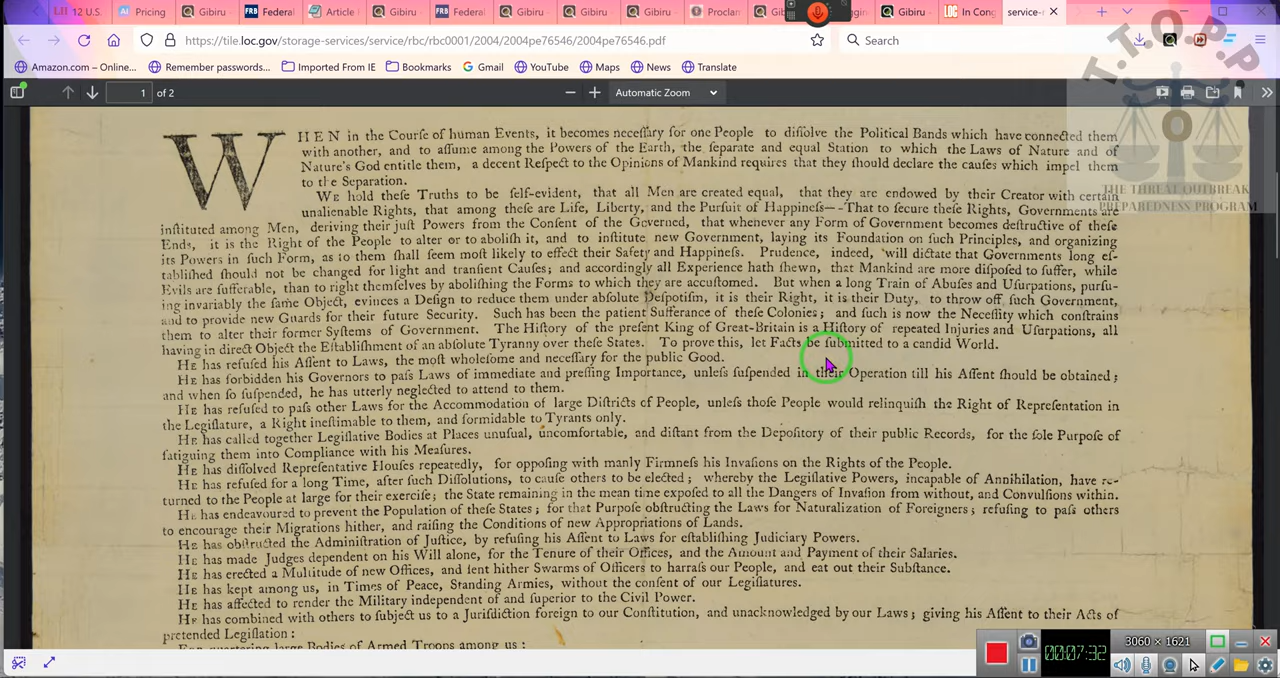 12 U.S. Pricing Gibiru Federal Article Gibiru Gibiru Federal Gibiru Gibiru Gibiru Proclam Gibiru In Cong service-r
https://tile.loc.gov/storage-services/service/rbc/rbc0001/2004/2004pe76546/2004pe76546.pdf Search
Amazon.com – Online... Remember passwords... Imported From IE Bookmarks Gmail YouTube Maps News Translate
1 of 2 Automatic Zoom
T.O.P.P
THE THREAT OUTBREAK
PREPAREDNESS PROGRAM
WHEN in the Courſe of human Events, it becomes neceſſary for one People to diſſolve the Political Bands which have connected them
with another, and to aſſume among the Powers of the Earth, the ſeparate and equal Station to which the Laws of Nature and of
Nature's God entitle them, a decent Reſpect to the Opinions of Mankind requires that they ſhould declare the cauſes which impel them
to the Separation.
WE hold theſe Truths to be ſelf-evident, that all Men are created equal, that they are endowed by their Creator with certain
unalienable Rights, that among theſe are Life, Liberty, and the Purſuit of Happineſs—-That to ſecure theſe Rights, Governments are
inſtituted among Men, deriving their juſt Powers from the Conſent of the Governed, that whenever any Form of Government becomes deſtructive of theſe
Ends, it is the Right of the People to alter or to aboliſh it, and to inſtitute new Government, laying its Foundation on ſuch Principles, and organizing
its Powers in ſuch Form, as to them ſhall ſeem moſt likely to effect their Safety and Happineſs. Prudence, indeed, will dictate that Governments long eſ-
tabliſhed ſhould not be changed for light and tranſient Cauſes; and accordingly all Experience hath ſhewn, that Mankind are more diſpoſed to ſuffer, while
Evils are ſufferable, than to right themſelves by aboliſhing the Forms to which they are accuſtomed. But when a long Train of Abuſes and Uſurpations, purſu-
ing invariably the ſame Object, evinces a Deſign to reduce them under abſolute Deſpotiſm, it is their Right, it is their Duty, to throw off ſuch Government,
and to provide new Guards for their future Security. Such has been the patient Sufferance of theſe Colonies; and ſuch is now the Neceſſity which conſtrains
them to alter their former Syſtems of Government. The Hiſtory of the preſent King of Great-Britain is a Hiſtory of repeated Injuries and Uſurpations, all
having in direct Object the Eſtabliſhment of an abſolute Tyranny over theſe States. To prove this, let Facts be ſubmitted to a candid World.
HE has refuſed his Aſſent to Laws, the moſt wholeſome and neceſſary for the public Good.
HE has forbidden his Governors to paſs Laws of immediate and preſſing Importance, unleſs ſuſpended in their Operation till his Aſſent ſhould be obtained;
and when ſo ſuſpended, he has utterly neglected to attend to them.
HE has refuſed to paſs other Laws for the Accommodation of large Diſtricts of People, unleſs thoſe People would relinquiſh the Right of Repreſentation in
the Legiſlature, a Right ineſtimable to them, and formidable to Tyrants only.
HE has called together Legiſlative Bodies at Places unuſual, uncomfortable, and diſtant from the Depoſitory of their public Records, for the ſole Purpoſe of
fatiguing them into Compliance with his Meaſures.
HE has diſſolved Repreſentative Houſes repeatedly, for oppoſing with manly Firmneſs his Invaſions on the Rights of the People.
HE has refuſed for a long Time, after ſuch Diſſolutions, to cauſe others to be elected; whereby the Legiſlative Powers, incapable of Annihilation, have re-
turned to the People at large for their exerciſe; the State remaining in the mean time expoſed to all the Dangers of Invaſion from without, and Convulſions within.
HE has endeavoured to prevent the Population of theſe States; for that Purpoſe obſtructing the Laws for Naturalization of Foreigners; refuſing to paſs others
to encourage their Migrations hither, and raiſing the Conditions of new Appropriations of Lands.
HE has obſtructed the Adminiſtration of Juſtice, by refuſing his Aſſent to Laws for eſtabliſhing Judiciary Powers.
HE has made Judges dependent on his Will alone, for the Tenure of their Offices, and the Amount and Payment of their Salaries.
HE has erected a Multitude of new Offices, and ſent hither Swarms of Officers to harraſs our People, and eat out their Subſtance.
HE has kept among us, in Times of Peace, Standing Armies, without the conſent of our Legiſlatures.
HE has affected to render the Military independent of and ſuperior to the Civil Power.
HE has combined with others to ſubject us to a Juriſdiction foreign to our Conſtitution, and unacknowledged by our Laws; giving his Aſſent to their Acts of
pretended Legiſlation:
FOR quartering large Bodies of Armed Troops among us:
3060 × 1621
00:07:32